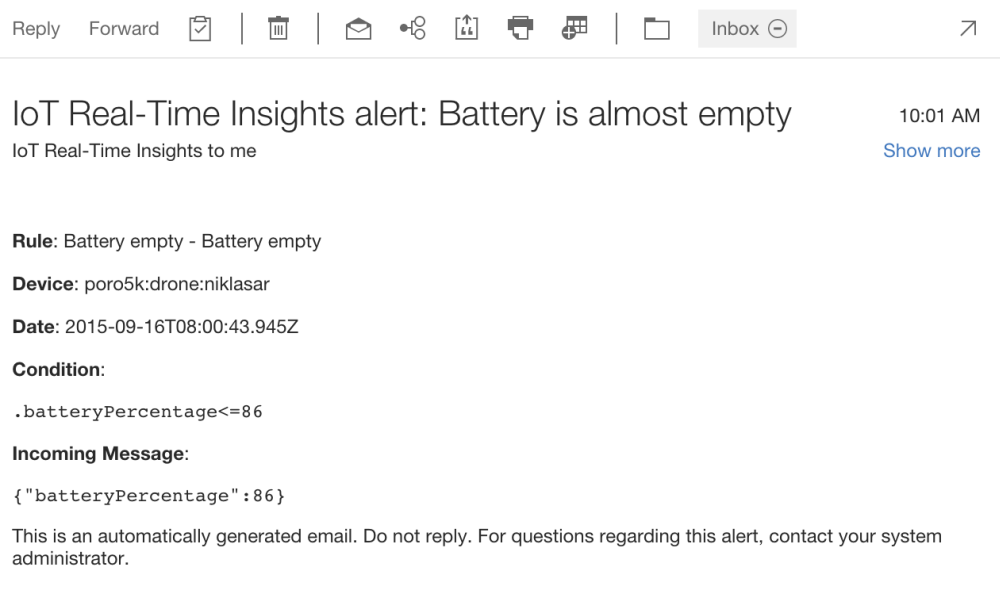 Reply Forward Inbox
IoT Real-Time Insights alert: Battery is almost empty 10:01 AM
IoT Real-Time Insights to me Show more
Rule: Battery empty - Battery empty
Device: poro5k:drone:niklasar
Date: 2015-09-16T08:00:43.945Z
Condition:
.batteryPercentage<=86
Incoming Message:
{"batteryPercentage":86}
This is an automatically generated email. Do not reply. For questions regarding this alert, contact your system
administrator.